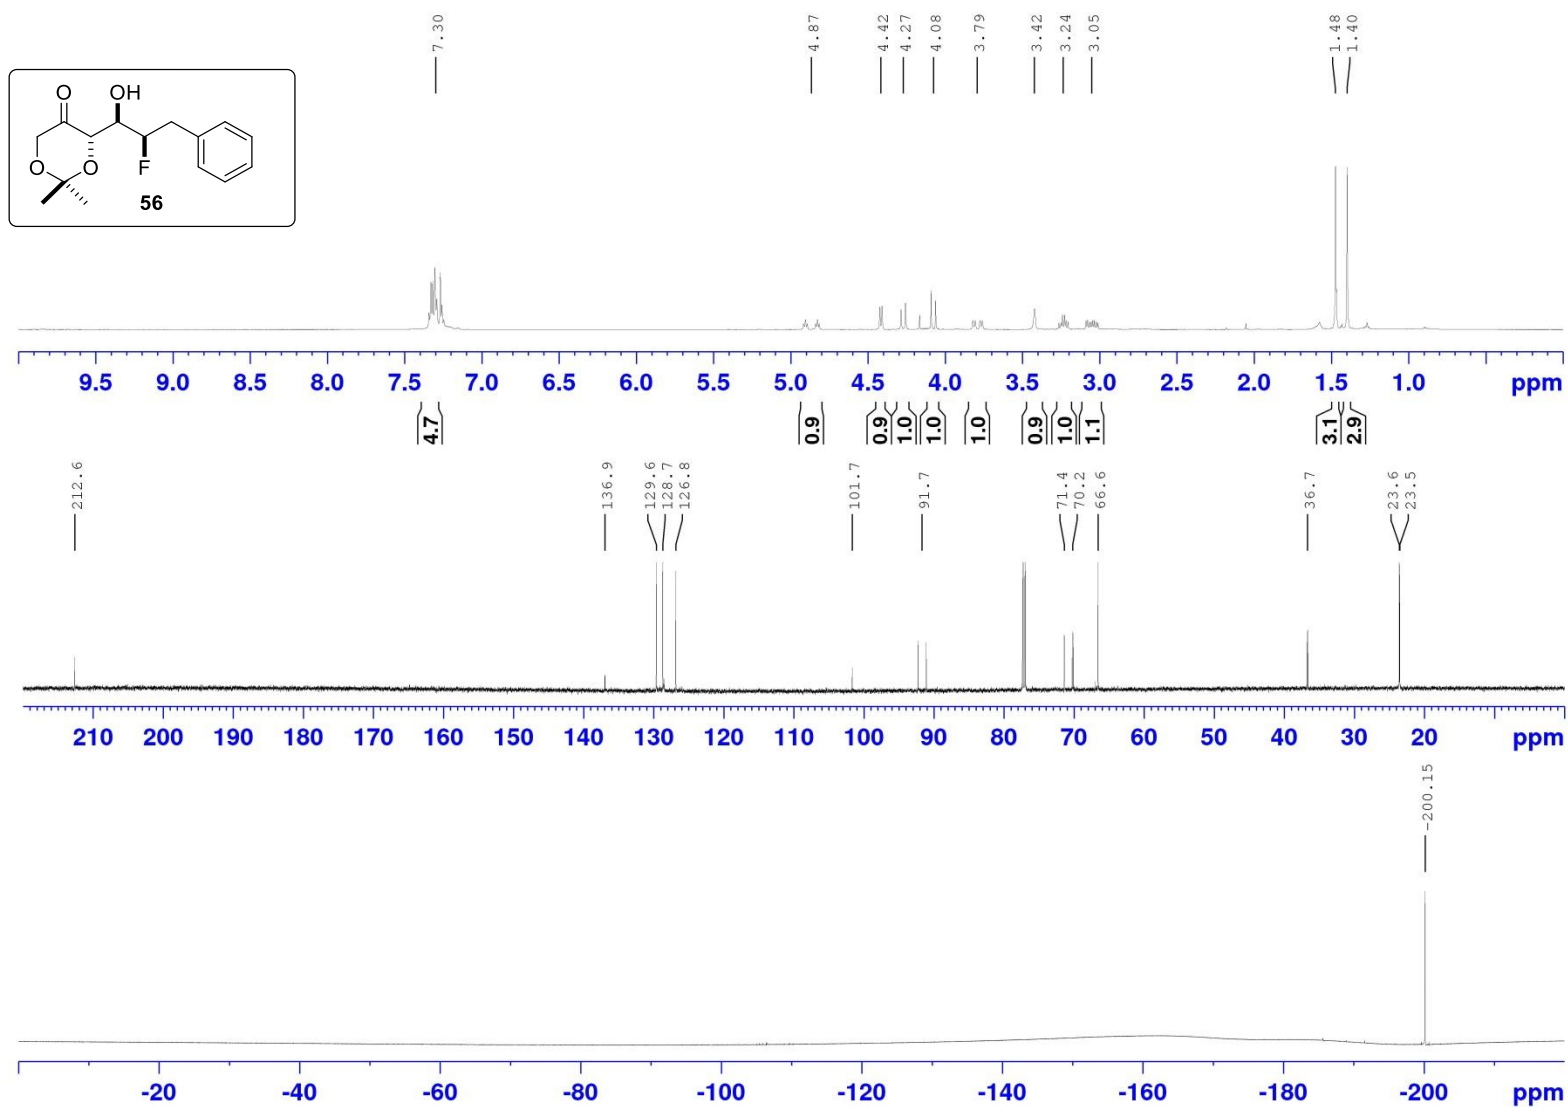 7.30 4.87 4.42 4.27 4.08 3.79 3.42 3.24 3.05 1.48 1.40
O OH
O O F
56
9.5 9.0 8.5 8.0 7.5 7.0 6.5 6.0 5.5 5.0 4.5 4.0 3.5 3.0 2.5 2.0 1.5 1.0 ppm
4.7 0.9 0.9 1.0 1.0 1.0 0.9 1.0 1.1 3.1 2.9
212.6 136.9 129.6 128.7 126.8 101.7 91.7 71.4 70.2 66.6 36.7 23.6 23.5
210 200 190 180 170 160 150 140 130 120 110 100 90 80 70 60 50 40 30 20 ppm
-200.15
-20 -40 -60 -80 -100 -120 -140 -160 -180 -200 ppm